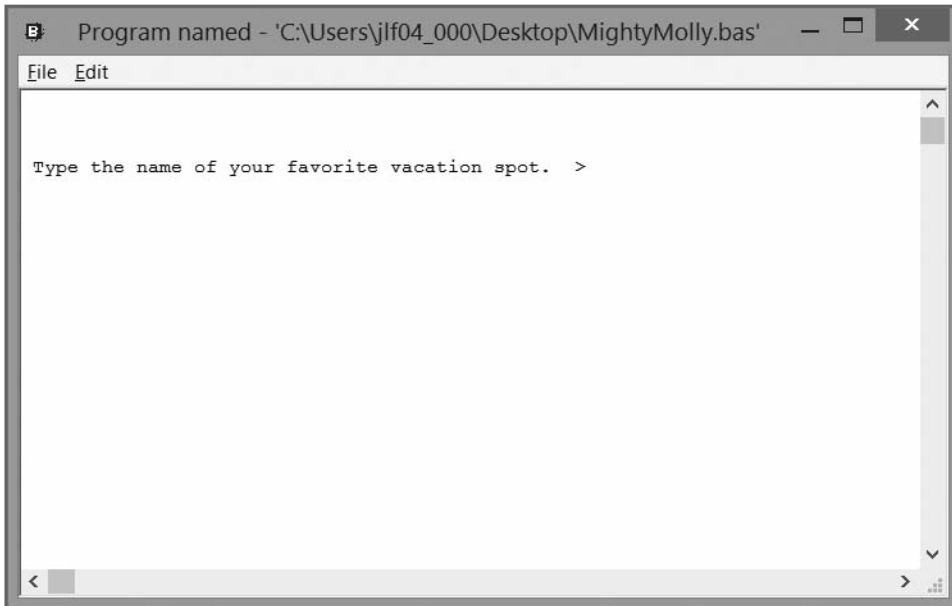 Program named - 'C:\Users\jlf04_000\Desktop\MightyMolly.bas'
File Edit
Type the name of your favorite vacation spot. >